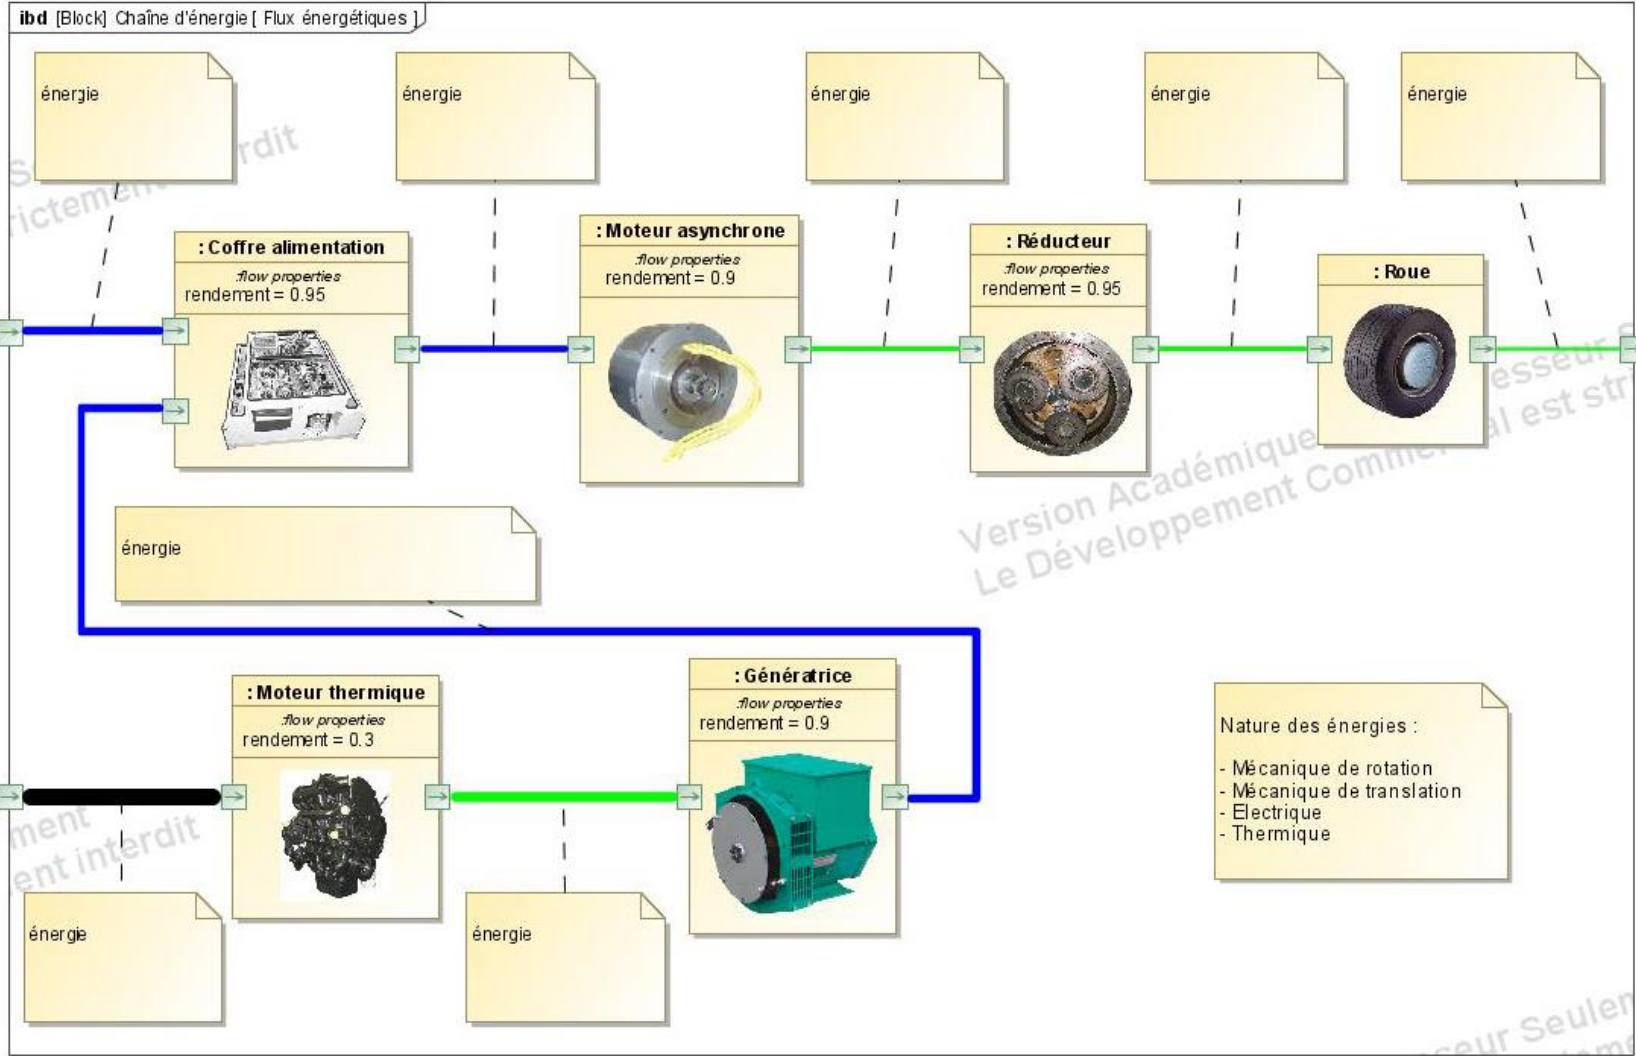 ibd [Block] Chaîne d'énergie [ Flux énergétiques ]
énergie
énergie
énergie
énergie
énergie
: Coffre alimentation
:flow properties
rendement = 0.95
: Moteur asynchrone
:flow properties
rendement = 0.9
: Réducteur
:flow properties
rendement = 0.95
: Roue
énergie
: Moteur thermique
:flow properties
rendement = 0.3
: Génératrice
:flow properties
rendement = 0.9
Nature des énergies :
- Mécanique de rotation
- Mécanique de translation
- Electrique
- Thermique
énergie
énergie
Version Académique
Le Développement Commercial est